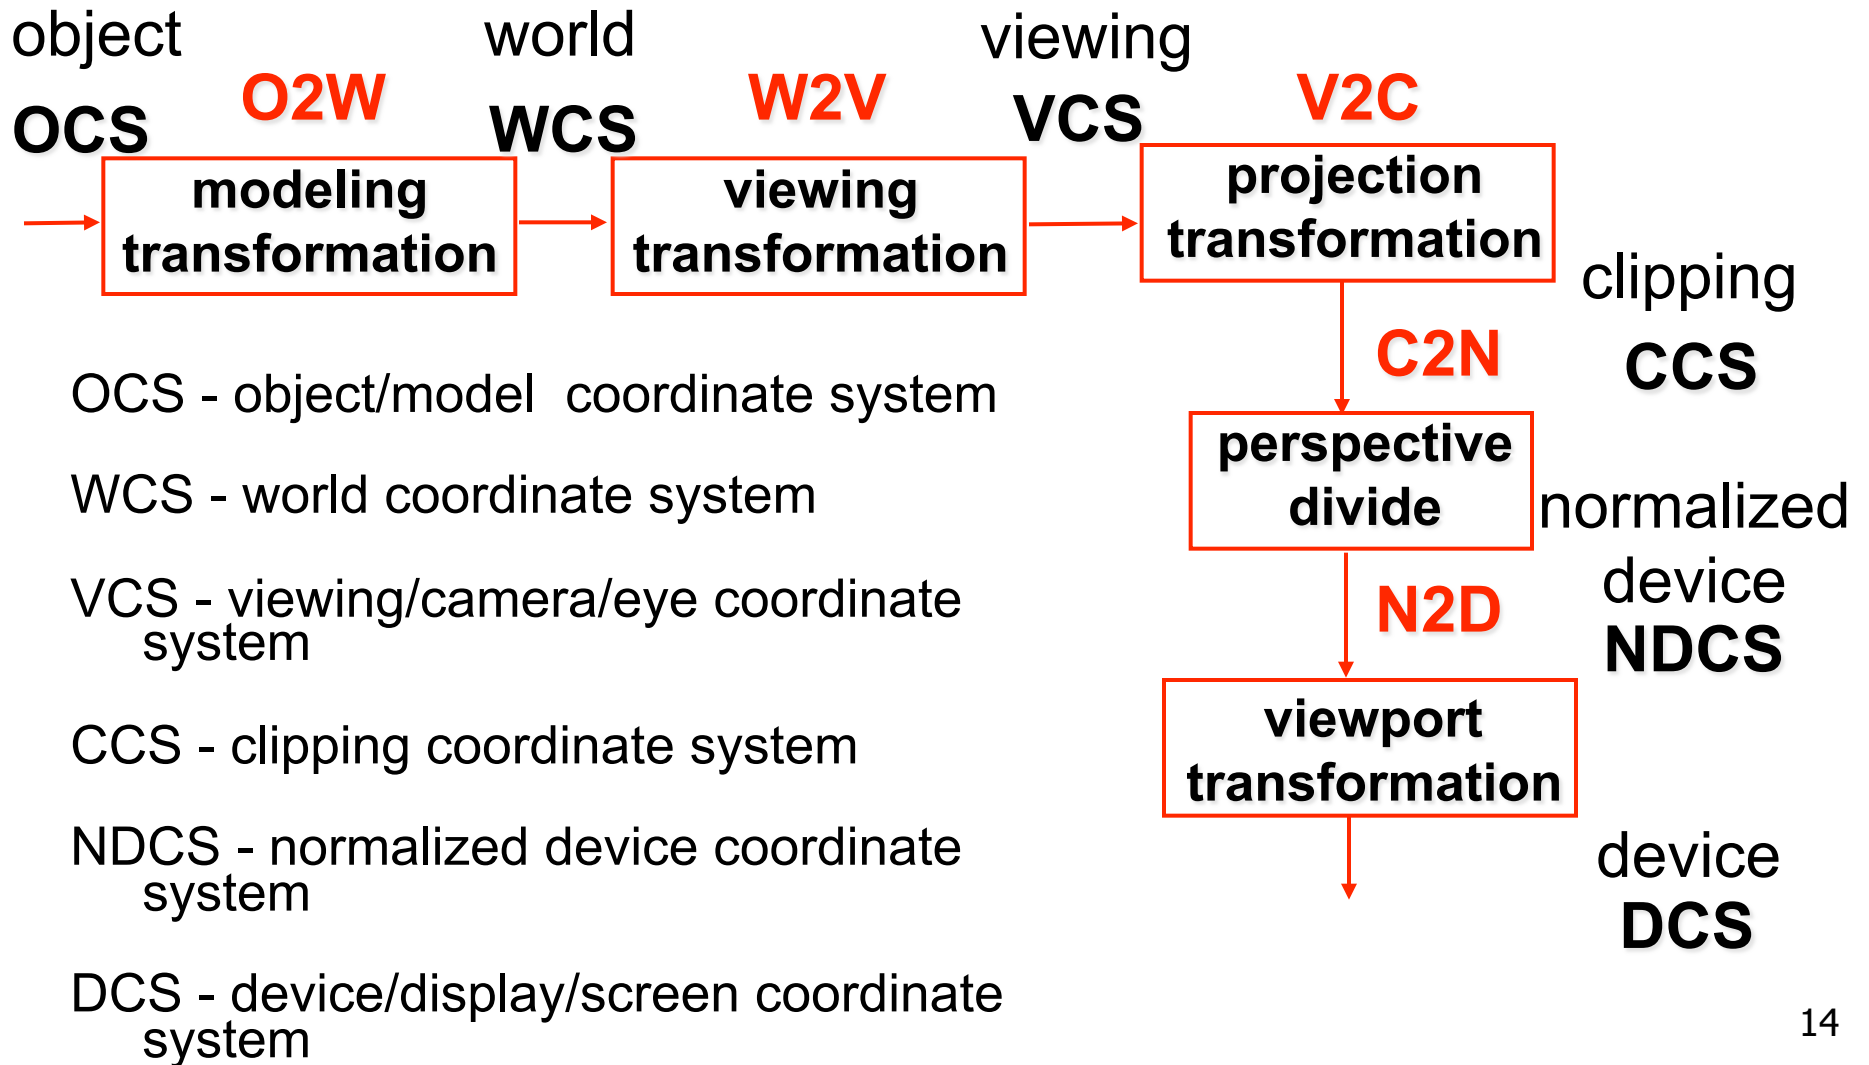 object
OCS
O2W
world
WCS
W2V
viewing
VCS
V2C
modeling
transformation
viewing
transformation
projection
transformation
clipping
CCS
C2N
perspective
divide
normalized
device
NDCS
N2D
viewport
transformation
device
DCS
OCS - object/model coordinate system
WCS - world coordinate system
VCS - viewing/camera/eye coordinate
system
CCS - clipping coordinate system
NDCS - normalized device coordinate
system
DCS - device/display/screen coordinate
system
14